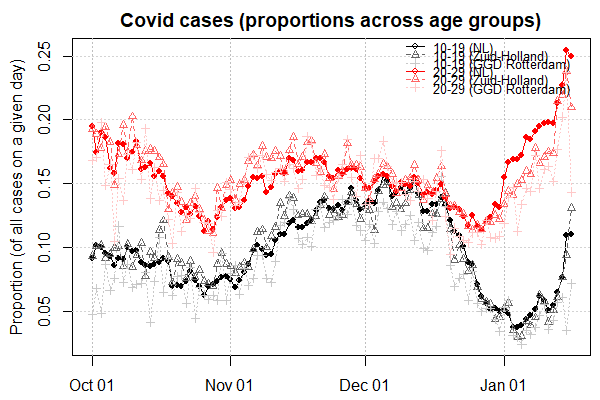 Covid cases (proportions across age groups)
10-19 (NL)
10-19 (Zuid-Holland)
10-19 (GGD Rotterdam)
20-29 (NL)
20-29 (Zuid-Holland)
20-29 (GGD Rotterdam)
Proportion (of all cases on a given day)
0.25
0.20
0.15
0.10
0.05
Oct 01 Nov 01 Dec 01 Jan 01